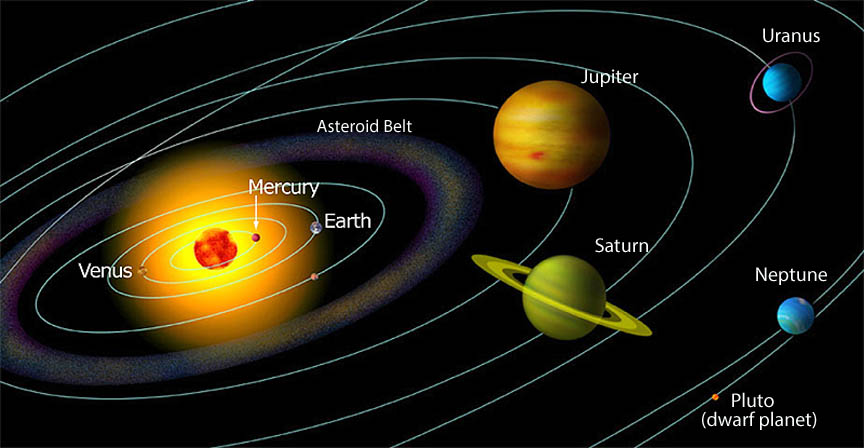 Uranus
Jupiter
Asteroid Belt
Mercury
Earth
Venus
Saturn
Neptune
Pluto
(dwarf planet)